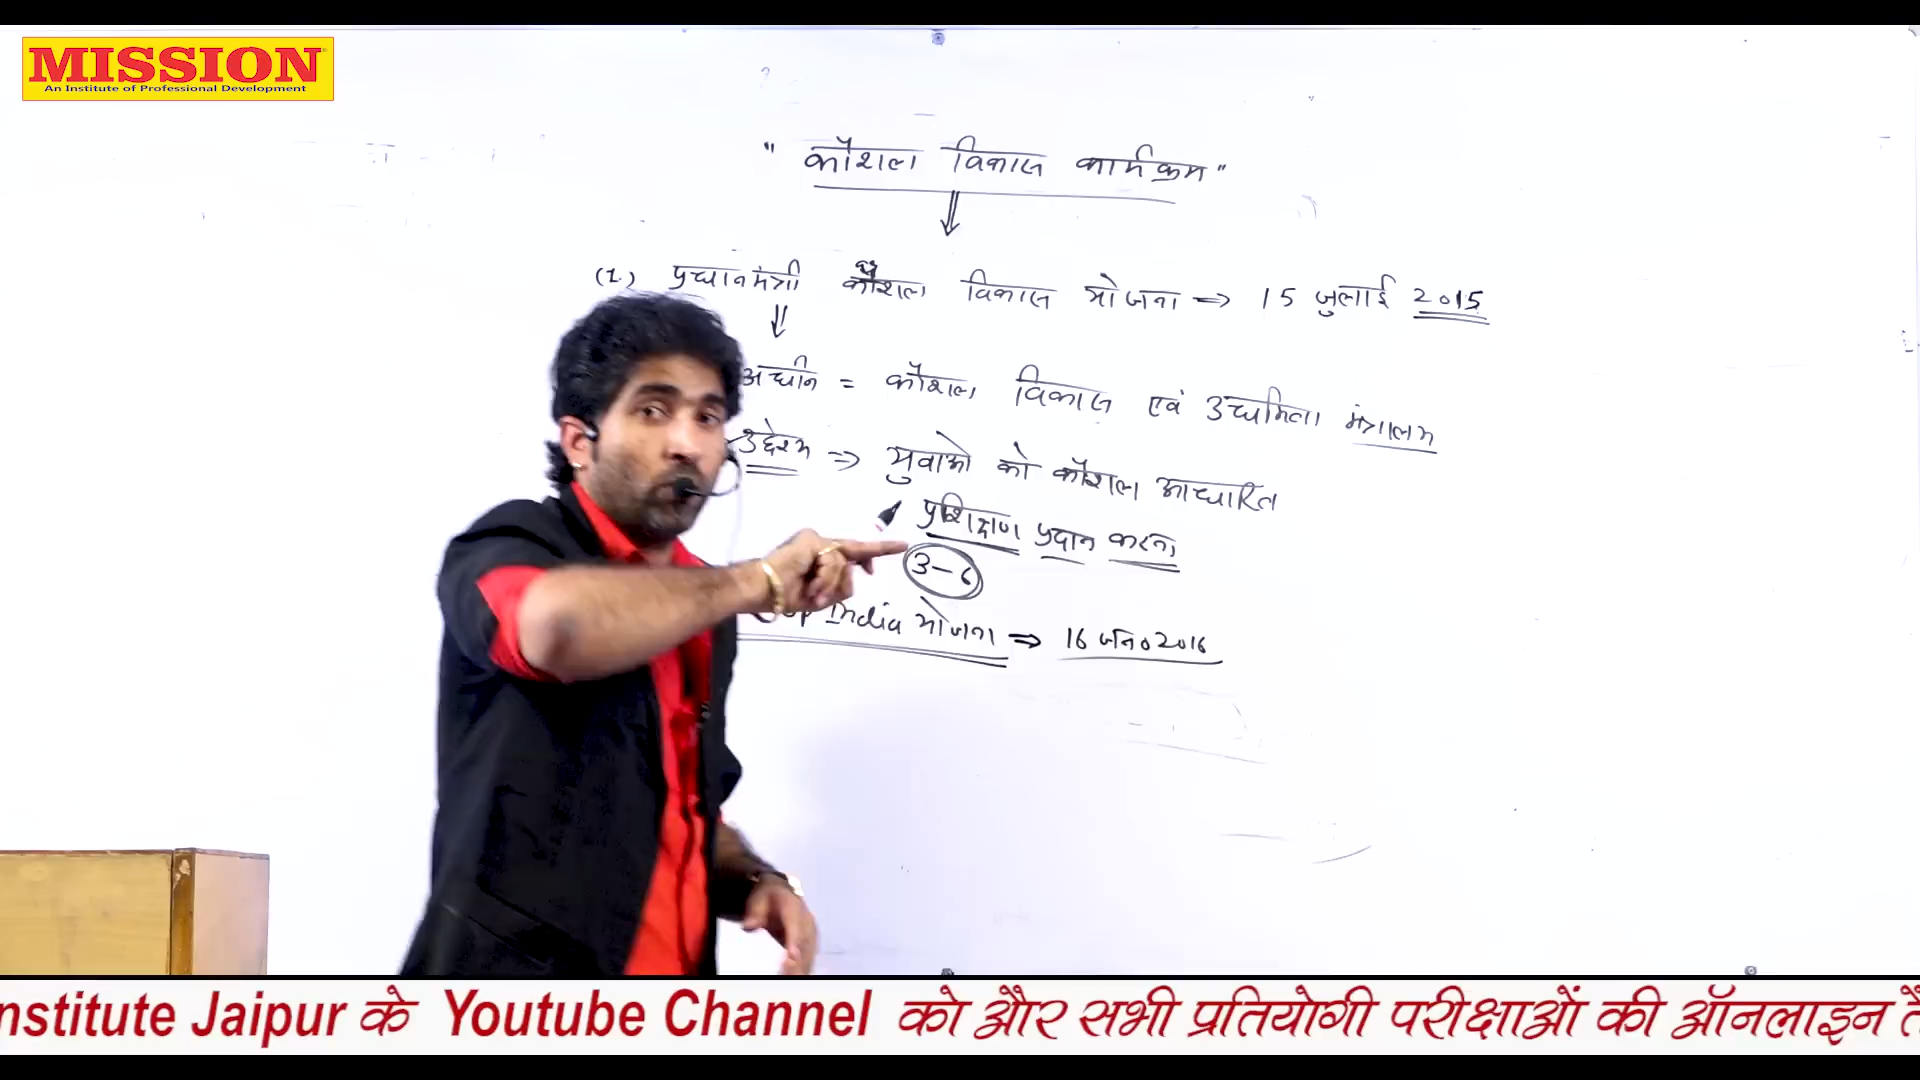 MISSION
An Institute of Professional Development
" कौशल विकास कार्यक्रम "
(1.) प्रधानमंत्री कौशल विकास योजना ⇒ 15 जुलाई 2015
अधीन = कौशल विकास एवं उद्यमिता मंत्रालय
उद्देश्य ⇒ युवाओ को कौशल आधारित
प्रशिक्षण प्रदान करना
3-6
India योजना ⇒ 16 जन० 2016
nstitute Jaipur के Youtube Channel को और सभी प्रतियोगी परीक्षाओं की ऑनलाइन